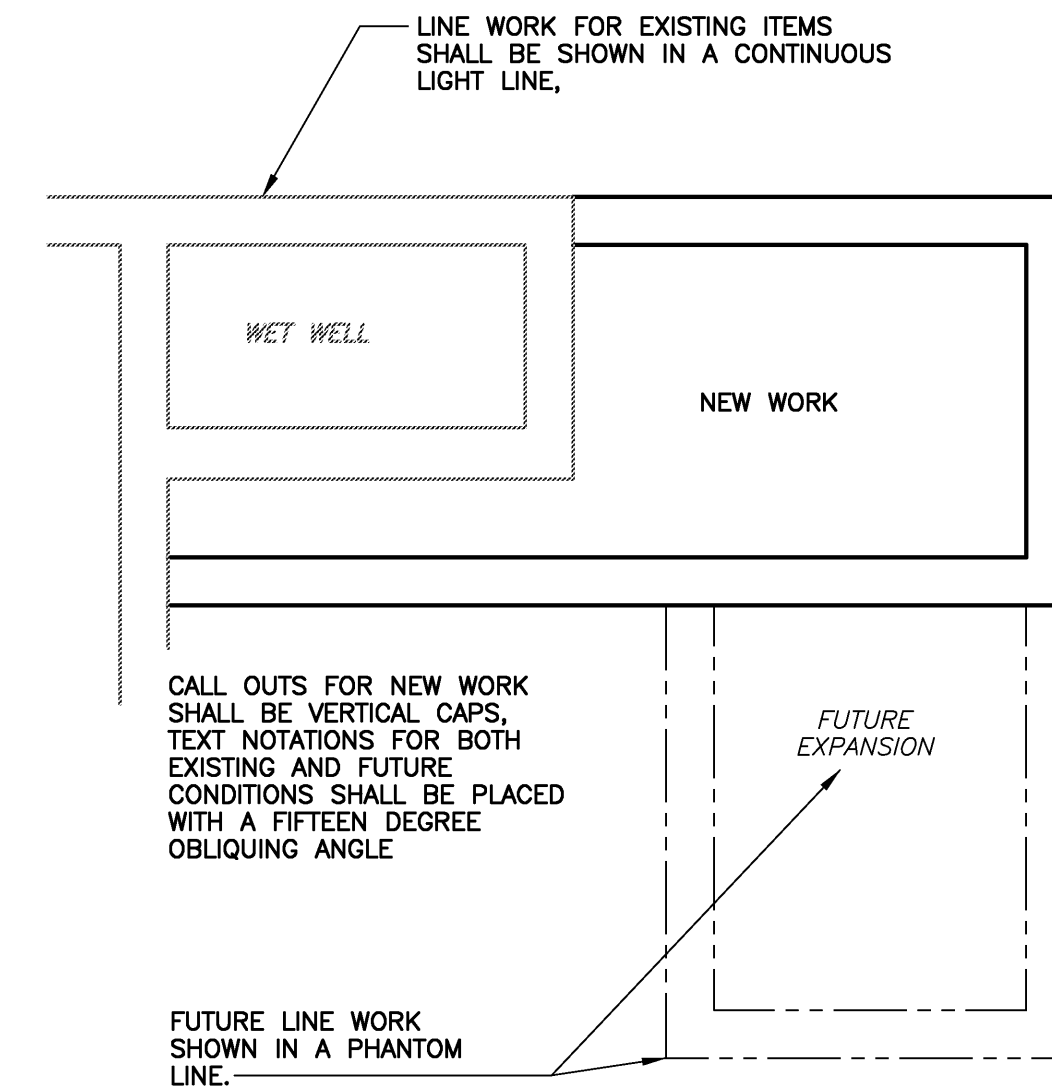 LINE WORK FOR EXISTING ITEMS
SHALL BE SHOWN IN A CONTINUOUS
LIGHT LINE,
WET WELL
NEW WORK
CALL OUTS FOR NEW WORK
SHALL BE VERTICAL CAPS,
TEXT NOTATIONS FOR BOTH
EXISTING AND FUTURE
CONDITIONS SHALL BE PLACED
WITH A FIFTEEN DEGREE
OBLIQUING ANGLE
FUTURE
EXPANSION
FUTURE LINE WORK
SHOWN IN A PHANTOM
LINE.